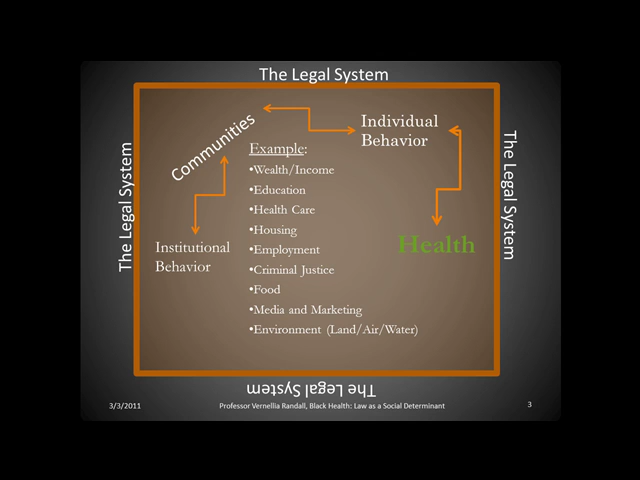 The Legal System
The Legal System
Communities
Individual
Behavior
The Legal System
Example:
•Wealth/Income
•Education
•Health Care
•Housing
•Employment
•Criminal Justice
•Food
•Media and Marketing
•Environment (Land/Air/Water)
Institutional
Behavior
Health
The Legal System
3/3/2011
Professor Vernellia Randall, Black Health: Law as a Social Determinant
3